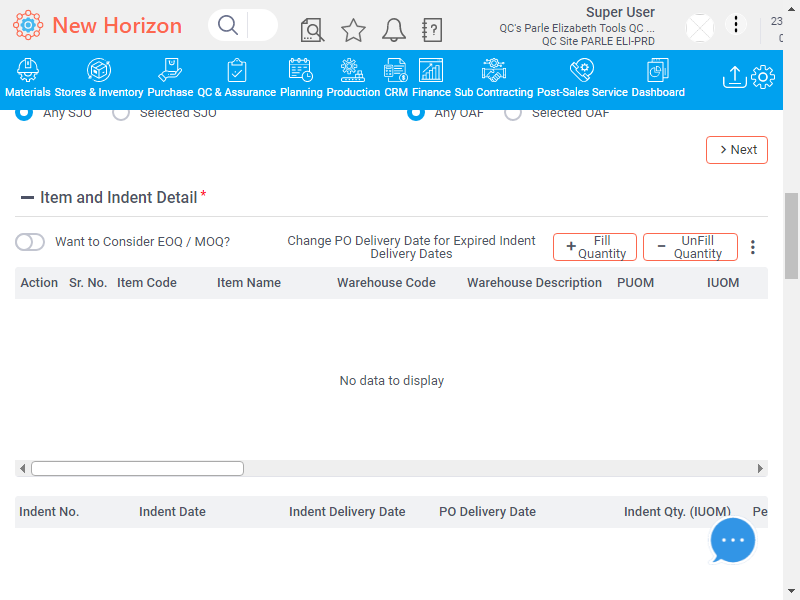 New Horizon
Super User
QC's Parle Elizabeth Tools QC ...
QC Site PARLE ELI-PRD
23
Materials Stores & Inventory Purchase QC & Assurance Planning Production CRM Finance Sub Contracting Post-Sales Service Dashboard
Any SJO Selected SJO Any UAF Selected UAF
> Next
Item and Indent Detail *
Want to Consider EOQ / MOQ?
Change PO Delivery Date for Expired Indent
Delivery Dates
+ Fill
Quantity
− UnFill
Quantity
Action Sr. No. Item Code Item Name Warehouse Code Warehouse Description PUOM IUOM
No data to display
Indent No. Indent Date Indent Delivery Date PO Delivery Date Indent Qty. (IUOM) Pe